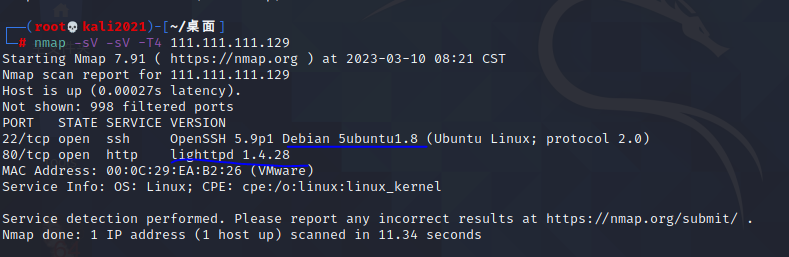 ┌──(root💀kali2021)-[~/桌面]
└─# nmap -sV -sV -T4 111.111.111.129
Starting Nmap 7.91 ( https://nmap.org ) at 2023-03-10 08:21 CST
Nmap scan report for 111.111.111.129
Host is up (0.00027s latency).
Not shown: 998 filtered ports
PORT   STATE SERVICE VERSION
22/tcp open  ssh     OpenSSH 5.9p1 Debian 5ubuntu1.8 (Ubuntu Linux; protocol 2.0)
80/tcp open  http    lighttpd 1.4.28
MAC Address: 00:0C:29:EA:B2:26 (VMware)
Service Info: OS: Linux; CPE: cpe:/o:linux:linux_kernel

Service detection performed. Please report any incorrect results at https://nmap.org/submit/ .
Nmap done: 1 IP address (1 host up) scanned in 11.34 seconds